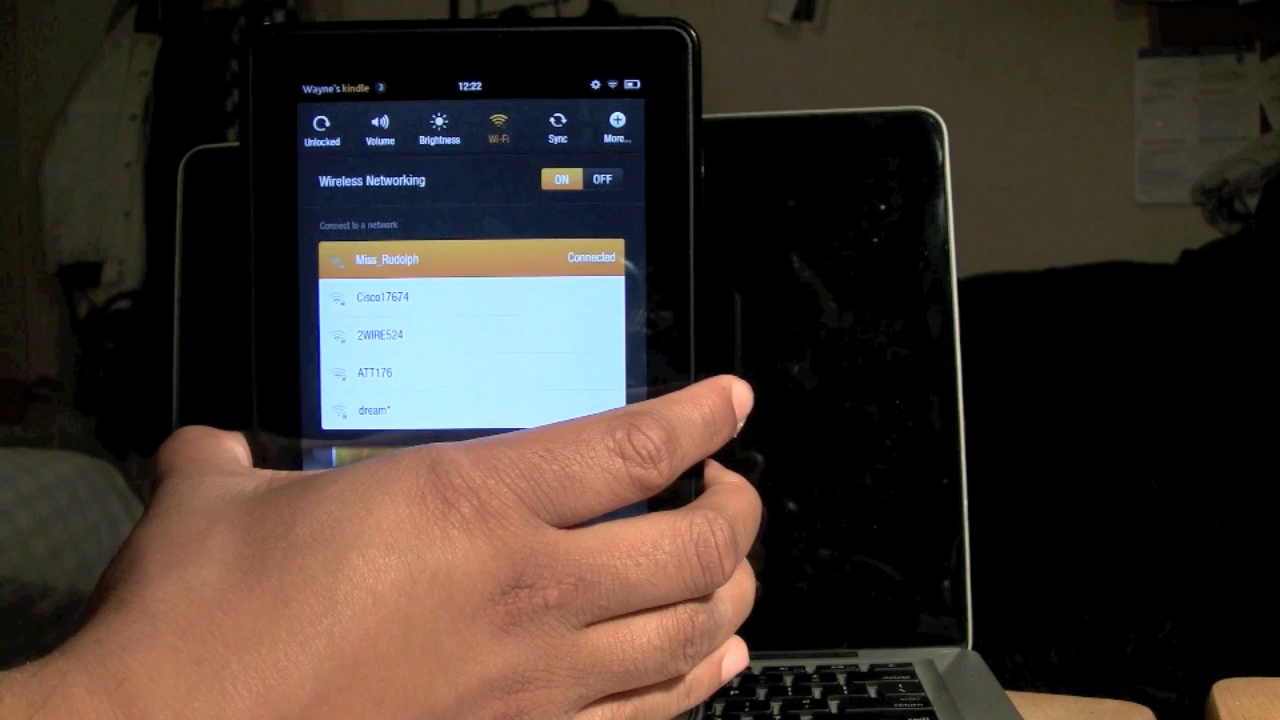 Wayne's kindle 3 12:22
Unlocked Volume Brightness Wi-Fi Sync More...
Wireless Networking ON OFF
Connect to a network
Miss_Rudolph Connected
Cisco17674
2WIRE524
ATT176
dream*